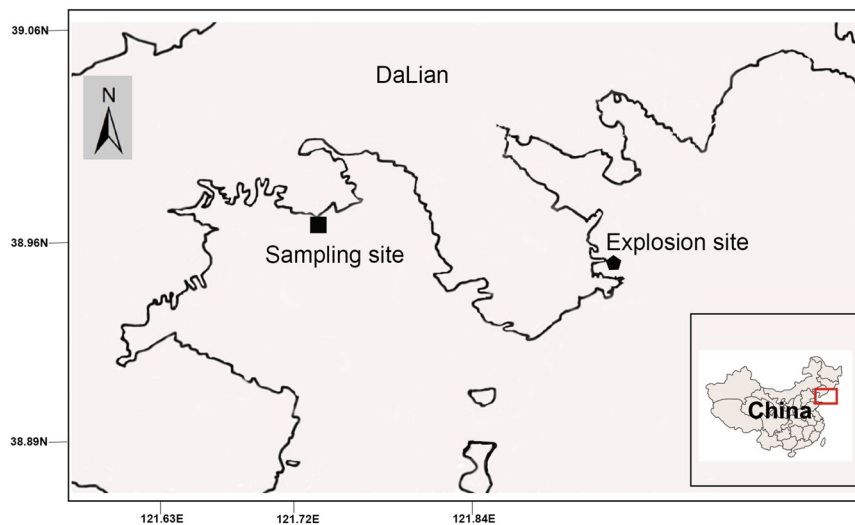 39.06N
DaLian
N
38.96N
Sampling site
Explosion site
China
38.89N
121.63E
121.72E
121.84E